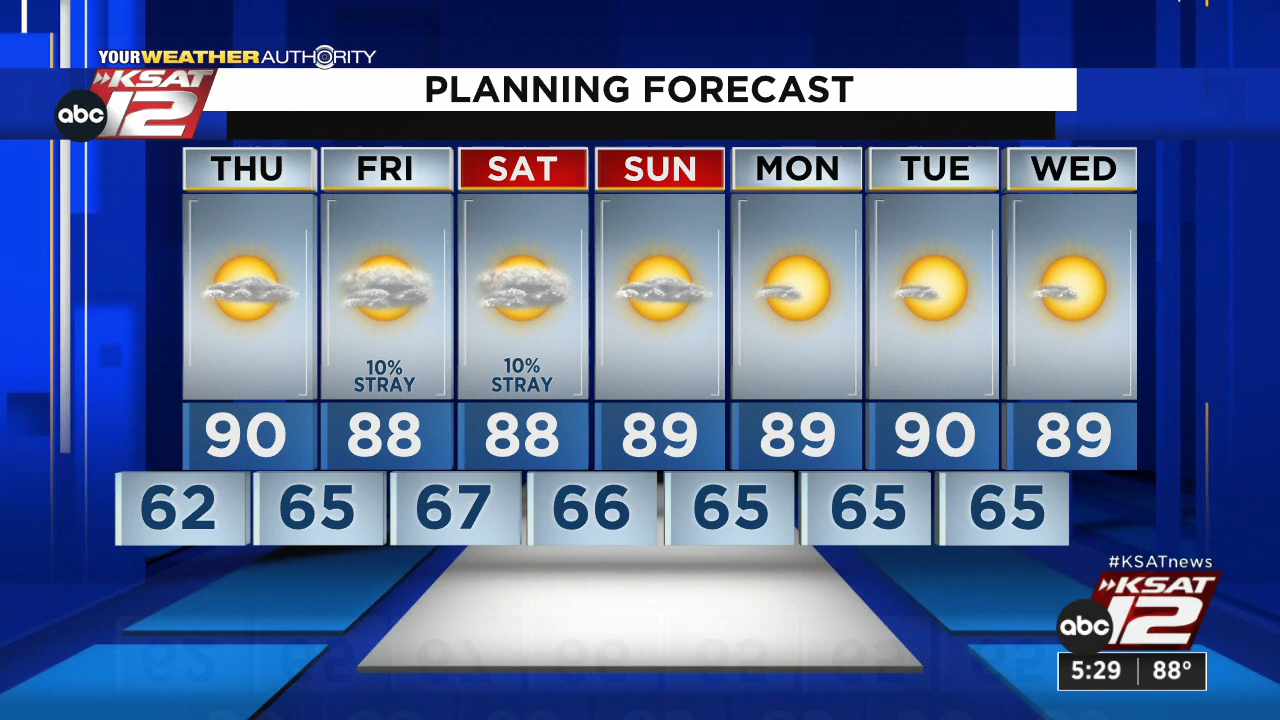 YOURWEATHERAUTHORITY
KSAT
abc 12
PLANNING FORECAST
THU FRI SAT SUN MON TUE WED
10% 10%
STRAY STRAY
90 88 88 89 89 90 89
62 65 67 66 65 65 65
#KSATnews
KSAT
abc 12
5:29 88°